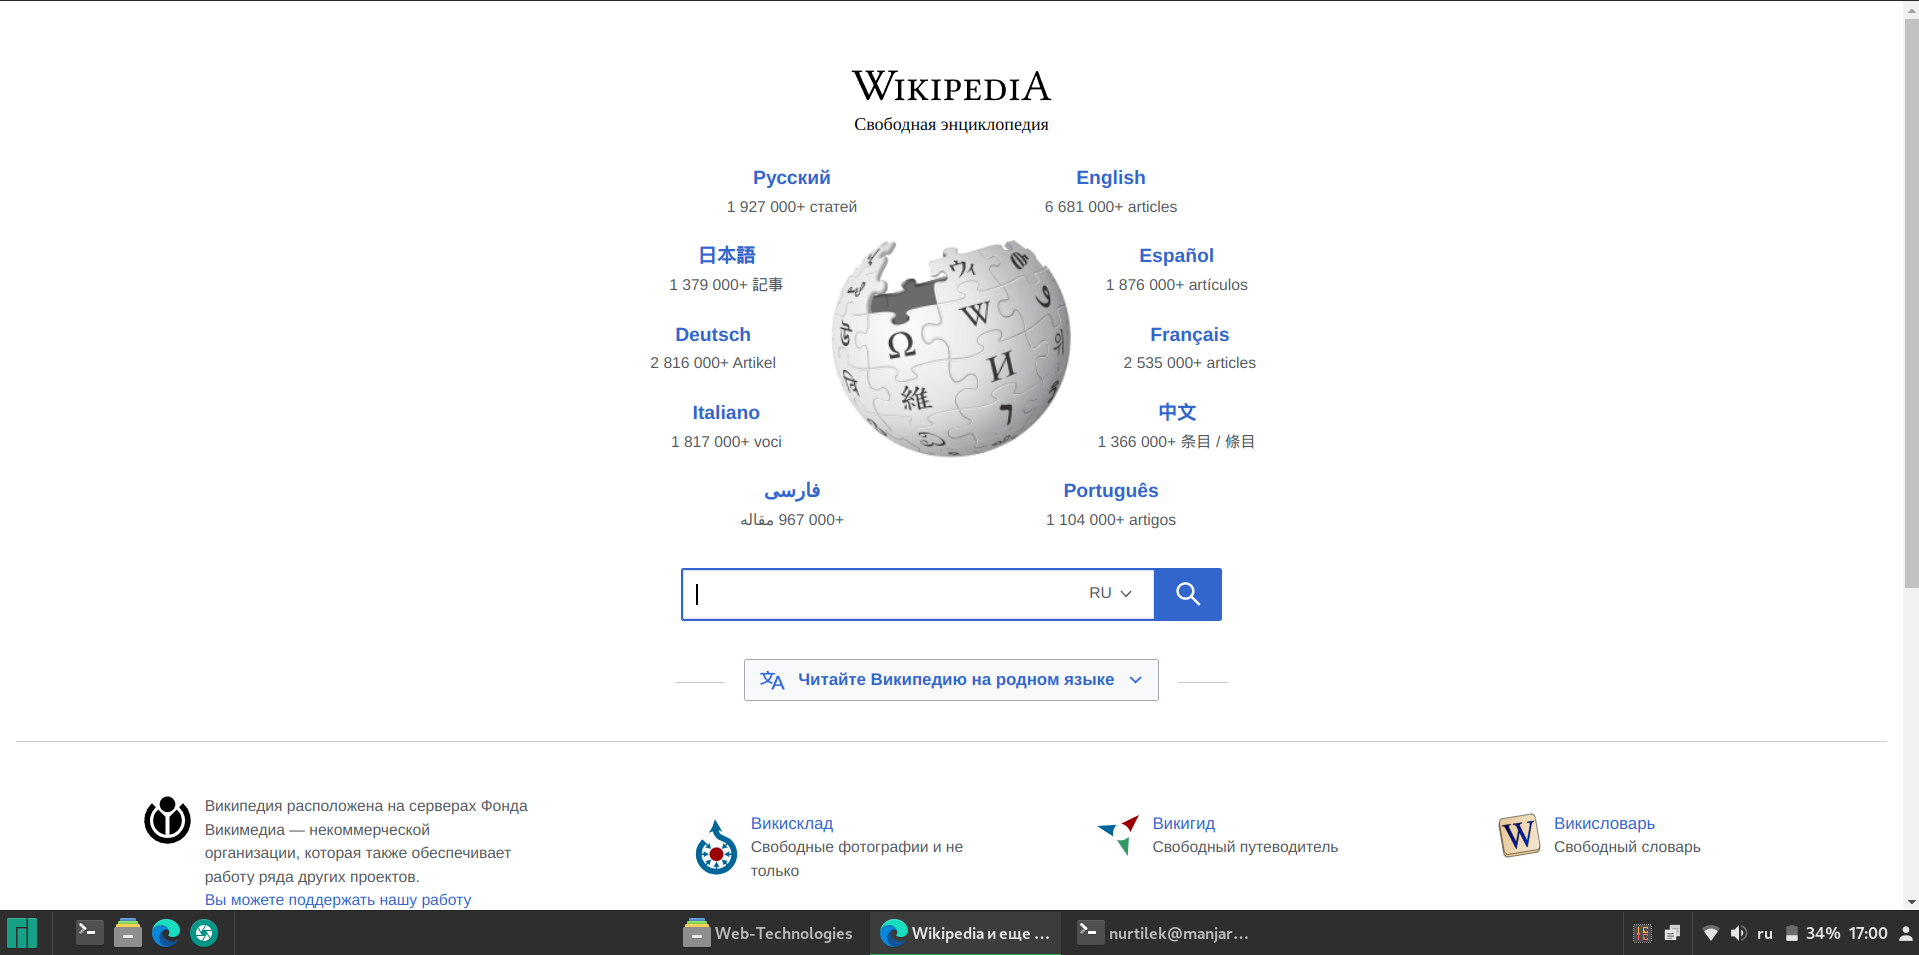 WIKIPEDIA
Свободная энциклопедия
Русский
1 927 000+ статей
English
6 681 000+ articles
日本語
1 379 000+ 記事
Español
1 876 000+ artículos
Deutsch
2 816 000+ Artikel
Français
2 535 000+ articles
Italiano
1 817 000+ voci
中文
1 366 000+ 条目 / 條目
فارسی
967 000+ مقاله
Português
1 104 000+ artigos
Ω
W
И
維
ウィ
RU
Читайте Википедию на родном языке
Википедия расположена на серверах Фонда
Викимедиа — некоммерческой
организации, которая также обеспечивает
работу ряда других проектов.
Вы можете поддержать нашу работу
Викисклад
Свободные фотографии и не
только
Викигид
Свободный путеводитель
W
Викисловарь
Свободный словарь
Web-Technologies
Wikipedia и еще ...
nurtilek@manjar...
ru
34%
17:00